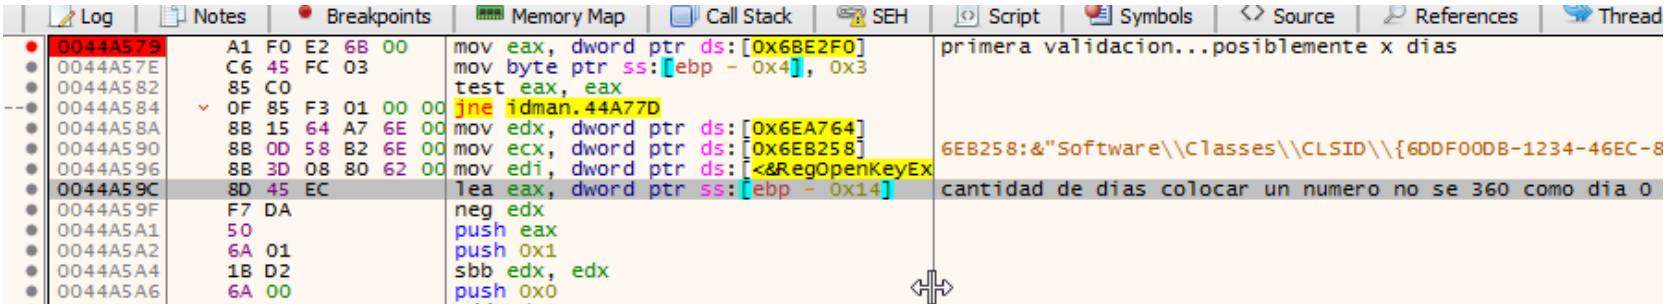 Log Notes Breakpoints Memory Map Call Stack SEH Script Symbols Source References Thread
0044A579 A1 F0 E2 6B 00 mov eax, dword ptr ds:[0x6BE2F0] primera validacion...posiblemente x dias
0044A57E C6 45 FC 03 mov byte ptr ss:[ebp - 0x4], 0x3
0044A582 85 C0 test eax, eax
0044A584 0F 85 F3 01 00 00 jne idman.44A77D
0044A58A 8B 15 64 A7 6E 00 mov edx, dword ptr ds:[0x6EA764]
0044A590 8B 0D 58 B2 6E 00 mov ecx, dword ptr ds:[0x6EB258] 6EB258:&"Software\\Classes\\CLSID\\{6DDF00DB-1234-46EC-8
0044A596 8B 3D 08 80 62 00 mov edi, dword ptr ds:[<&RegOpenKeyEx
0044A59C 8D 45 EC lea eax, dword ptr ss:[ebp - 0x14] cantidad de dias colocar un numero no se 360 como dia 0
0044A59F F7 DA neg edx
0044A5A1 50 push eax
0044A5A2 6A 01 push 0x1
0044A5A4 1B D2 sbb edx, edx
0044A5A6 6A 00 push 0x0